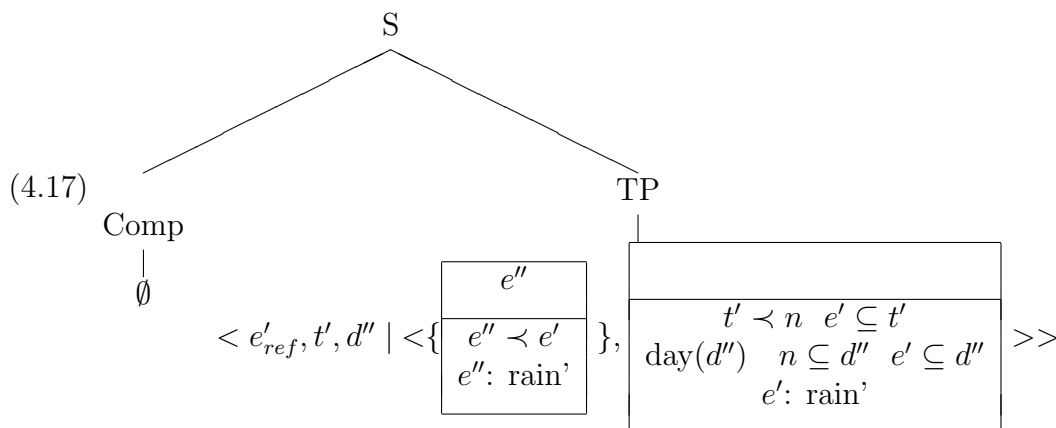 S
(4.17)
Comp
TP
∅
< e′_ref, t′, d′′ | <{
e′′
e′′ ≺ e′
e′′: rain’
},
t′ ≺ n e′ ⊆ t′
day(d′′) n ⊆ d′′ e′ ⊆ d′′
e′: rain’
>>